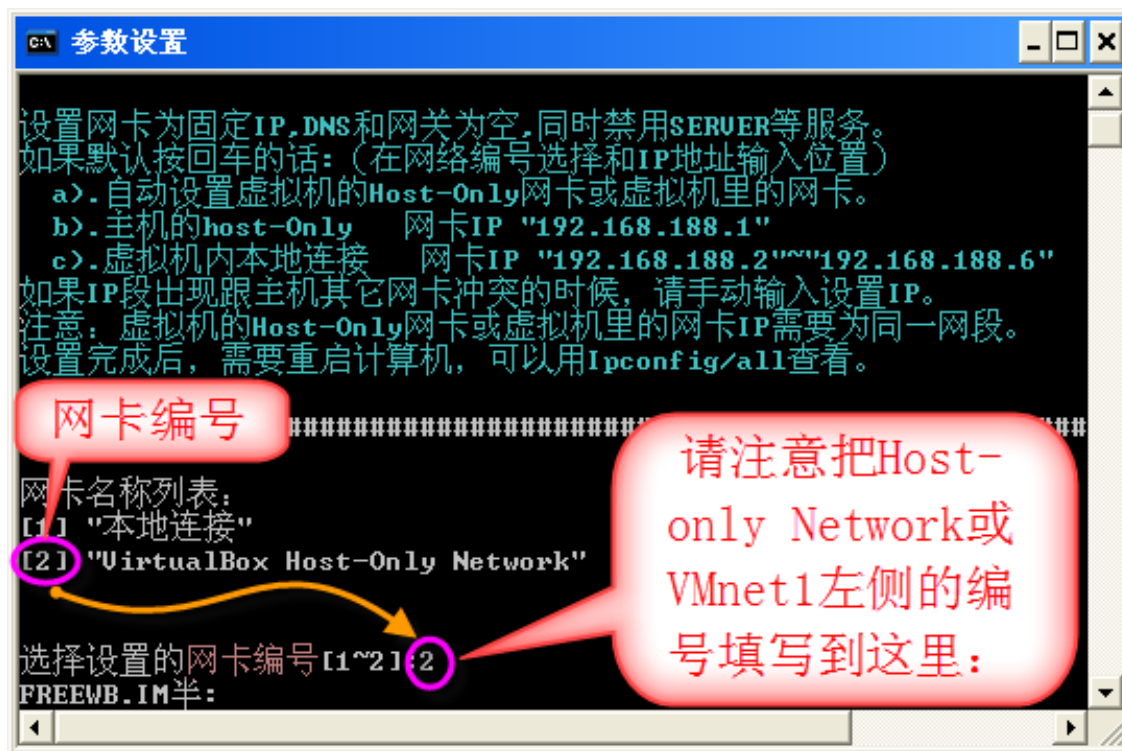 参数设置
设置网卡为固定IP,DNS和网关为空,同时禁用SERVER等服务。
如果默认按回车的话:(在网络编号选择和IP地址输入位置)
a).自动设置虚拟机的Host-Only网卡或虚拟机里的网卡。
b).主机的host-Only 网卡IP "192.168.188.1"
c).虚拟机内本地连接 网卡IP "192.168.188.2"~"192.168.188.6"
如果IP段出现跟主机其它网卡冲突的时候，请手动输入设置IP。
注意：虚拟机的Host-Only网卡或虚拟机里的网卡IP需要为同一网段。
设置完成后，需要重启计算机，可以用Ipconfig/all查看。
网卡编号
##########################
请注意把Host-
only Network或
VMnet1左侧的编
号填写到这里：
网卡名称列表：
[1] "本地连接"
[2] "VirtualBox Host-Only Network"
选择设置的网卡编号[1~2]:2
FREEWB.IM半: